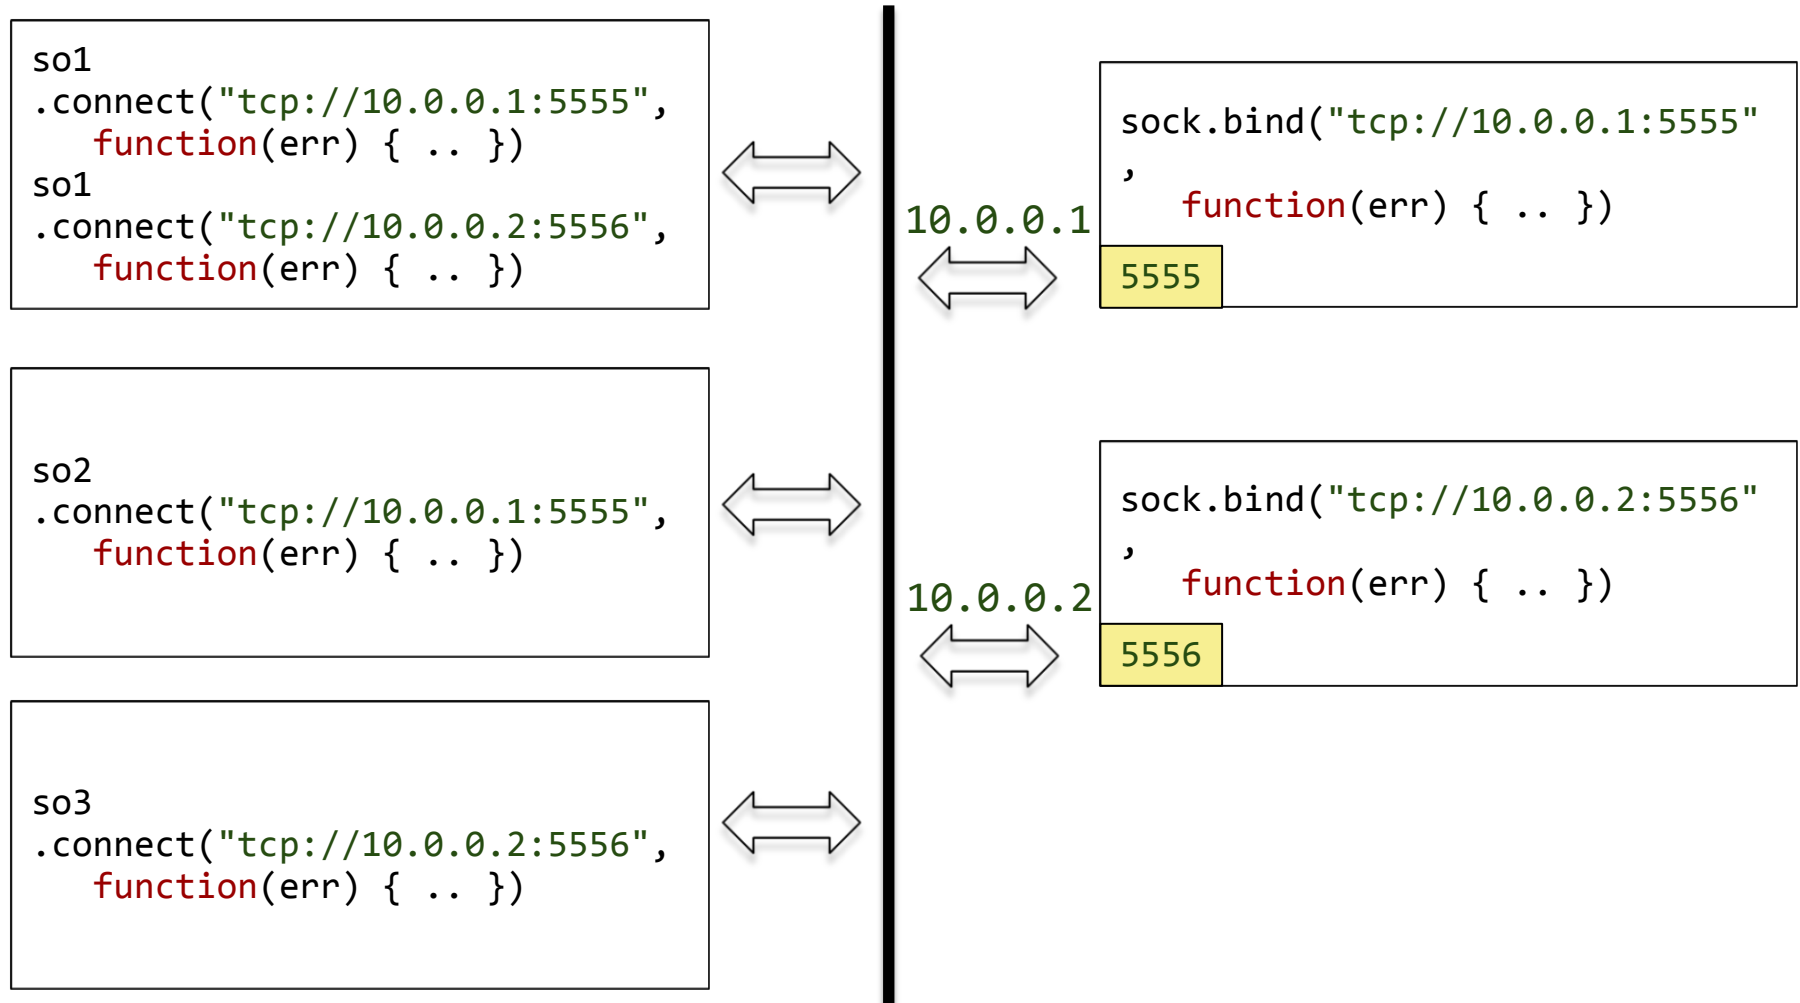 so1
.connect("tcp://10.0.0.1:5555",
   function(err) { .. })
so1
.connect("tcp://10.0.0.2:5556",
   function(err) { .. })
so2
.connect("tcp://10.0.0.1:5555",
   function(err) { .. })
so3
.connect("tcp://10.0.0.2:5556",
   function(err) { .. })
10.0.0.1
sock.bind("tcp://10.0.0.1:5555"
,
   function(err) { .. })
5555
10.0.0.2
sock.bind("tcp://10.0.0.2:5556"
,
   function(err) { .. })
5556